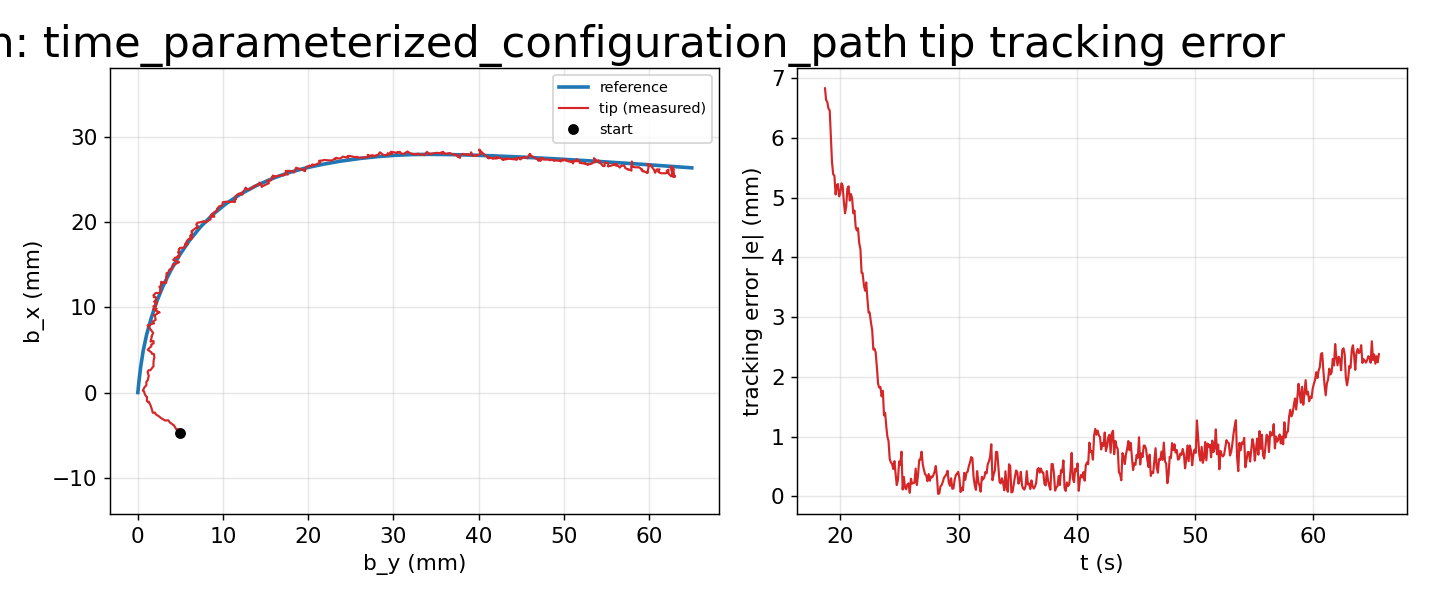 n: time_parameterized_configuration_path tip tracking error
reference
tip (measured)
start
30
20
10
0
−10
b_x (mm)
0 10 20 30 40 50 60
b_y (mm)
7
6
5
4
3
2
1
0
tracking error |e| (mm)
20 30 40 50 60
t (s)